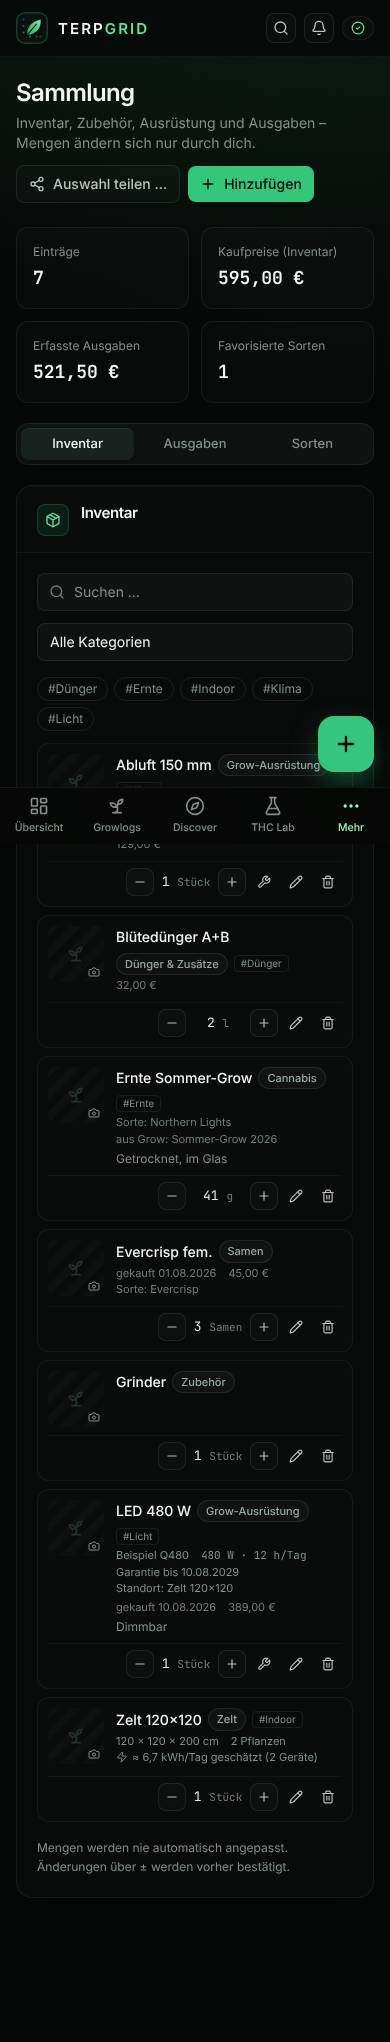 TERPGRID
Sammlung
Inventar, Zubehör, Ausrüstung und Ausgaben –
Mengen ändern sich nur durch dich.
Auswahl teilen …
Hinzufügen
Einträge
7
Kaufpreise (Inventar)
595,00 €
Erfasste Ausgaben
521,50 €
Favorisierte Sorten
1
Inventar
Ausgaben
Sorten
Inventar
Suchen …
Alle Kategorien
#Dünger #Ernte #Indoor #Klima
#Licht
Abluft 150 mm Grow-Ausrüstung
Übersicht
Growlogs
Discover
THC Lab
Mehr
129,00 €
1 Stück
Blütedünger A+B
Dünger & Zusätze #Dünger
32,00 €
2 l
Ernte Sommer-Grow Cannabis
#Ernte
Sorte: Northern Lights
aus Grow: Sommer-Grow 2026
Getrocknet, im Glas
41 g
Evercrisp fem. Samen
gekauft 01.08.2026 45,00 €
Sorte: Evercrisp
3 Samen
Grinder Zubehör
1 Stück
LED 480 W Grow-Ausrüstung
#Licht
Beispiel Q480 480 W · 12 h/Tag
Garantie bis 10.08.2029
Standort: Zelt 120×120
gekauft 10.08.2026 389,00 €
Dimmbar
1 Stück
Zelt 120×120 Zelt #Indoor
120 × 120 × 200 cm 2 Pflanzen
≈ 6,7 kWh/Tag geschätzt (2 Geräte)
1 Stück
Mengen werden nie automatisch angepasst.
Änderungen über ± werden vorher bestätigt.